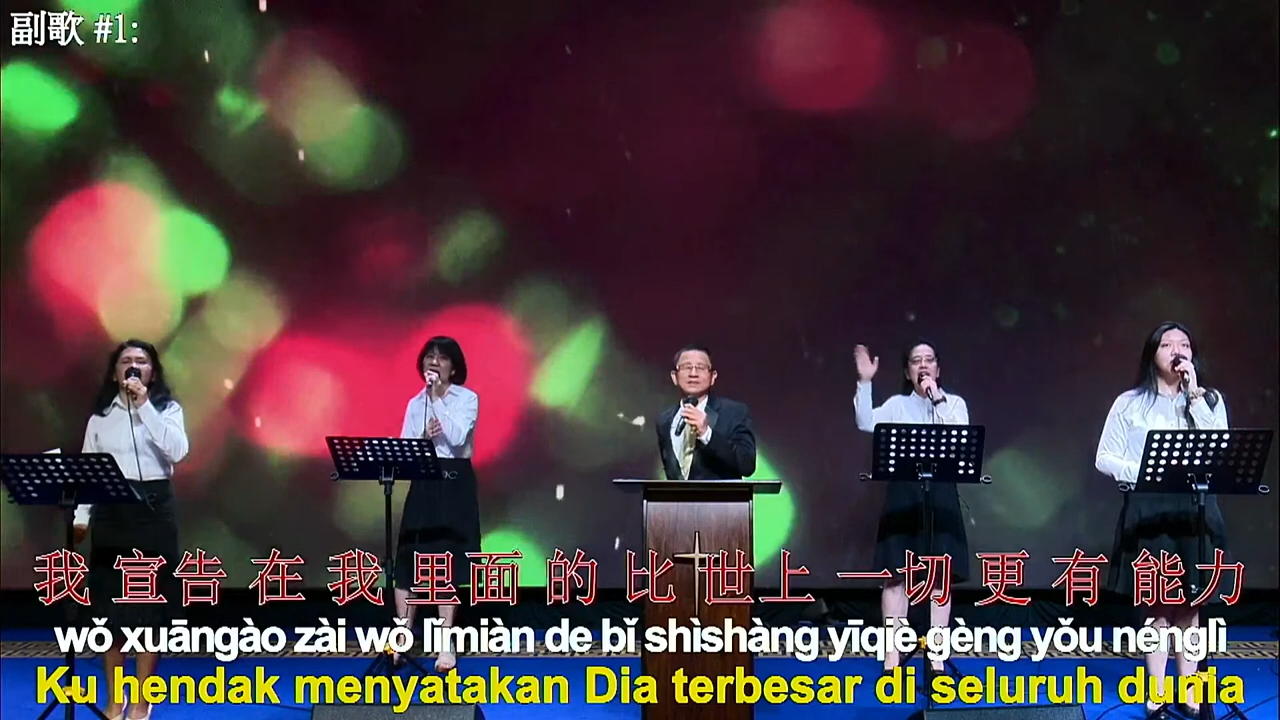 副歌 #1:
我 宣告 在 我 里面 的 比 世上 一切 更 有 能力
wǒ xuāngào zài wǒ lǐmiàn de bǐ shìshàng yīqiè gèng yǒu nénglì
Ku hendak menyatakan Dia terbesar di seluruh dunia